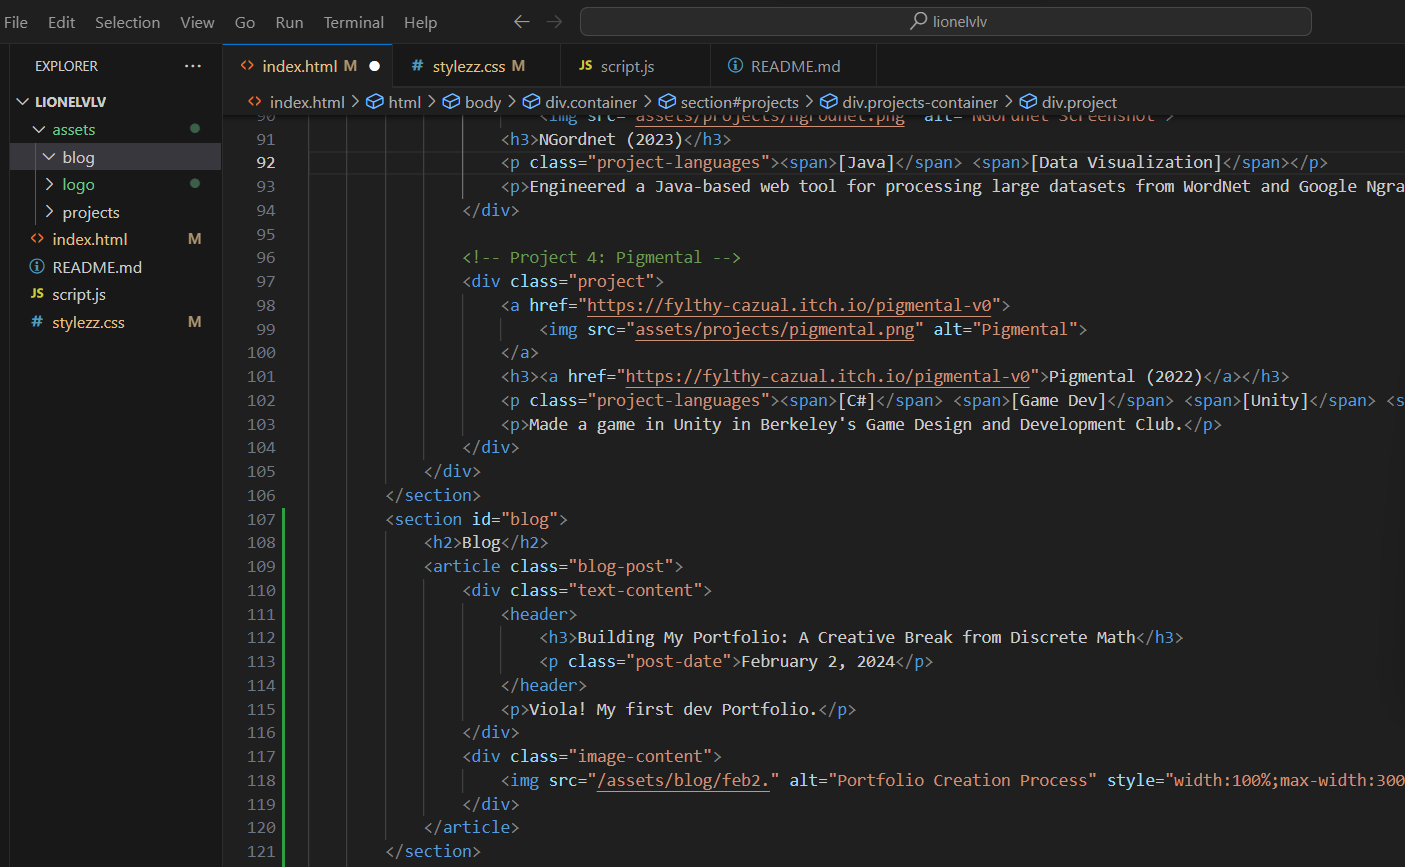 File Edit Selection View Go Run Terminal Help lionelvlv
EXPLORER ··· index.html M stylezz.css M JS script.js README.md
LIONELVLV
assets
blog
logo
projects
index.html M
README.md
JS script.js
stylezz.css M
index.html > html > body > div.container > section#projects > div.projects-container > div.project
90 <img src="assets/projects/ngrodnet.png" alt="NGordnet Screenshot">
91 <h3>NGordnet (2023)</h3>
92 <p class="project-languages"><span>[Java]</span> <span>[Data Visualization]</span></p>
93 <p>Engineered a Java-based web tool for processing large datasets from WordNet and Google Ngra
94 </div>
95
96 <!-- Project 4: Pigmental -->
97 <div class="project">
98 <a href="https://fylthy-cazual.itch.io/pigmental-v0">
99 <img src="assets/projects/pigmental.png" alt="Pigmental">
100 </a>
101 <h3><a href="https://fylthy-cazual.itch.io/pigmental-v0">Pigmental (2022)</a></h3>
102 <p class="project-languages"><span>[C#]</span> <span>[Game Dev]</span> <span>[Unity]</span> <s
103 <p>Made a game in Unity in Berkeley's Game Design and Development Club.</p>
104 </div>
105 </div>
106 </section>
107 <section id="blog">
108 <h2>Blog</h2>
109 <article class="blog-post">
110 <div class="text-content">
111 <header>
112 <h3>Building My Portfolio: A Creative Break from Discrete Math</h3>
113 <p class="post-date">February 2, 2024</p>
114 </header>
115 <p>Viola! My first dev Portfolio.</p>
116 </div>
117 <div class="image-content">
118 <img src="/assets/blog/feb2." alt="Portfolio Creation Process" style="width:100%;max-width:300
119 </div>
120 </article>
121 </section>